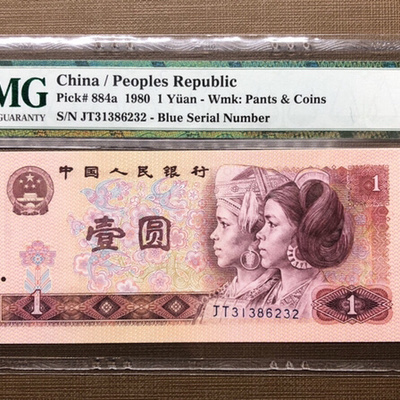 MG
GUARANTY
China / Peoples Republic
Pick# 884a 1980 1 Yüan - Wmk: Pants & Coins
S/N JT31386232 - Blue Serial Number
中国人民银行
1
壹圆
JT31386232
1
1